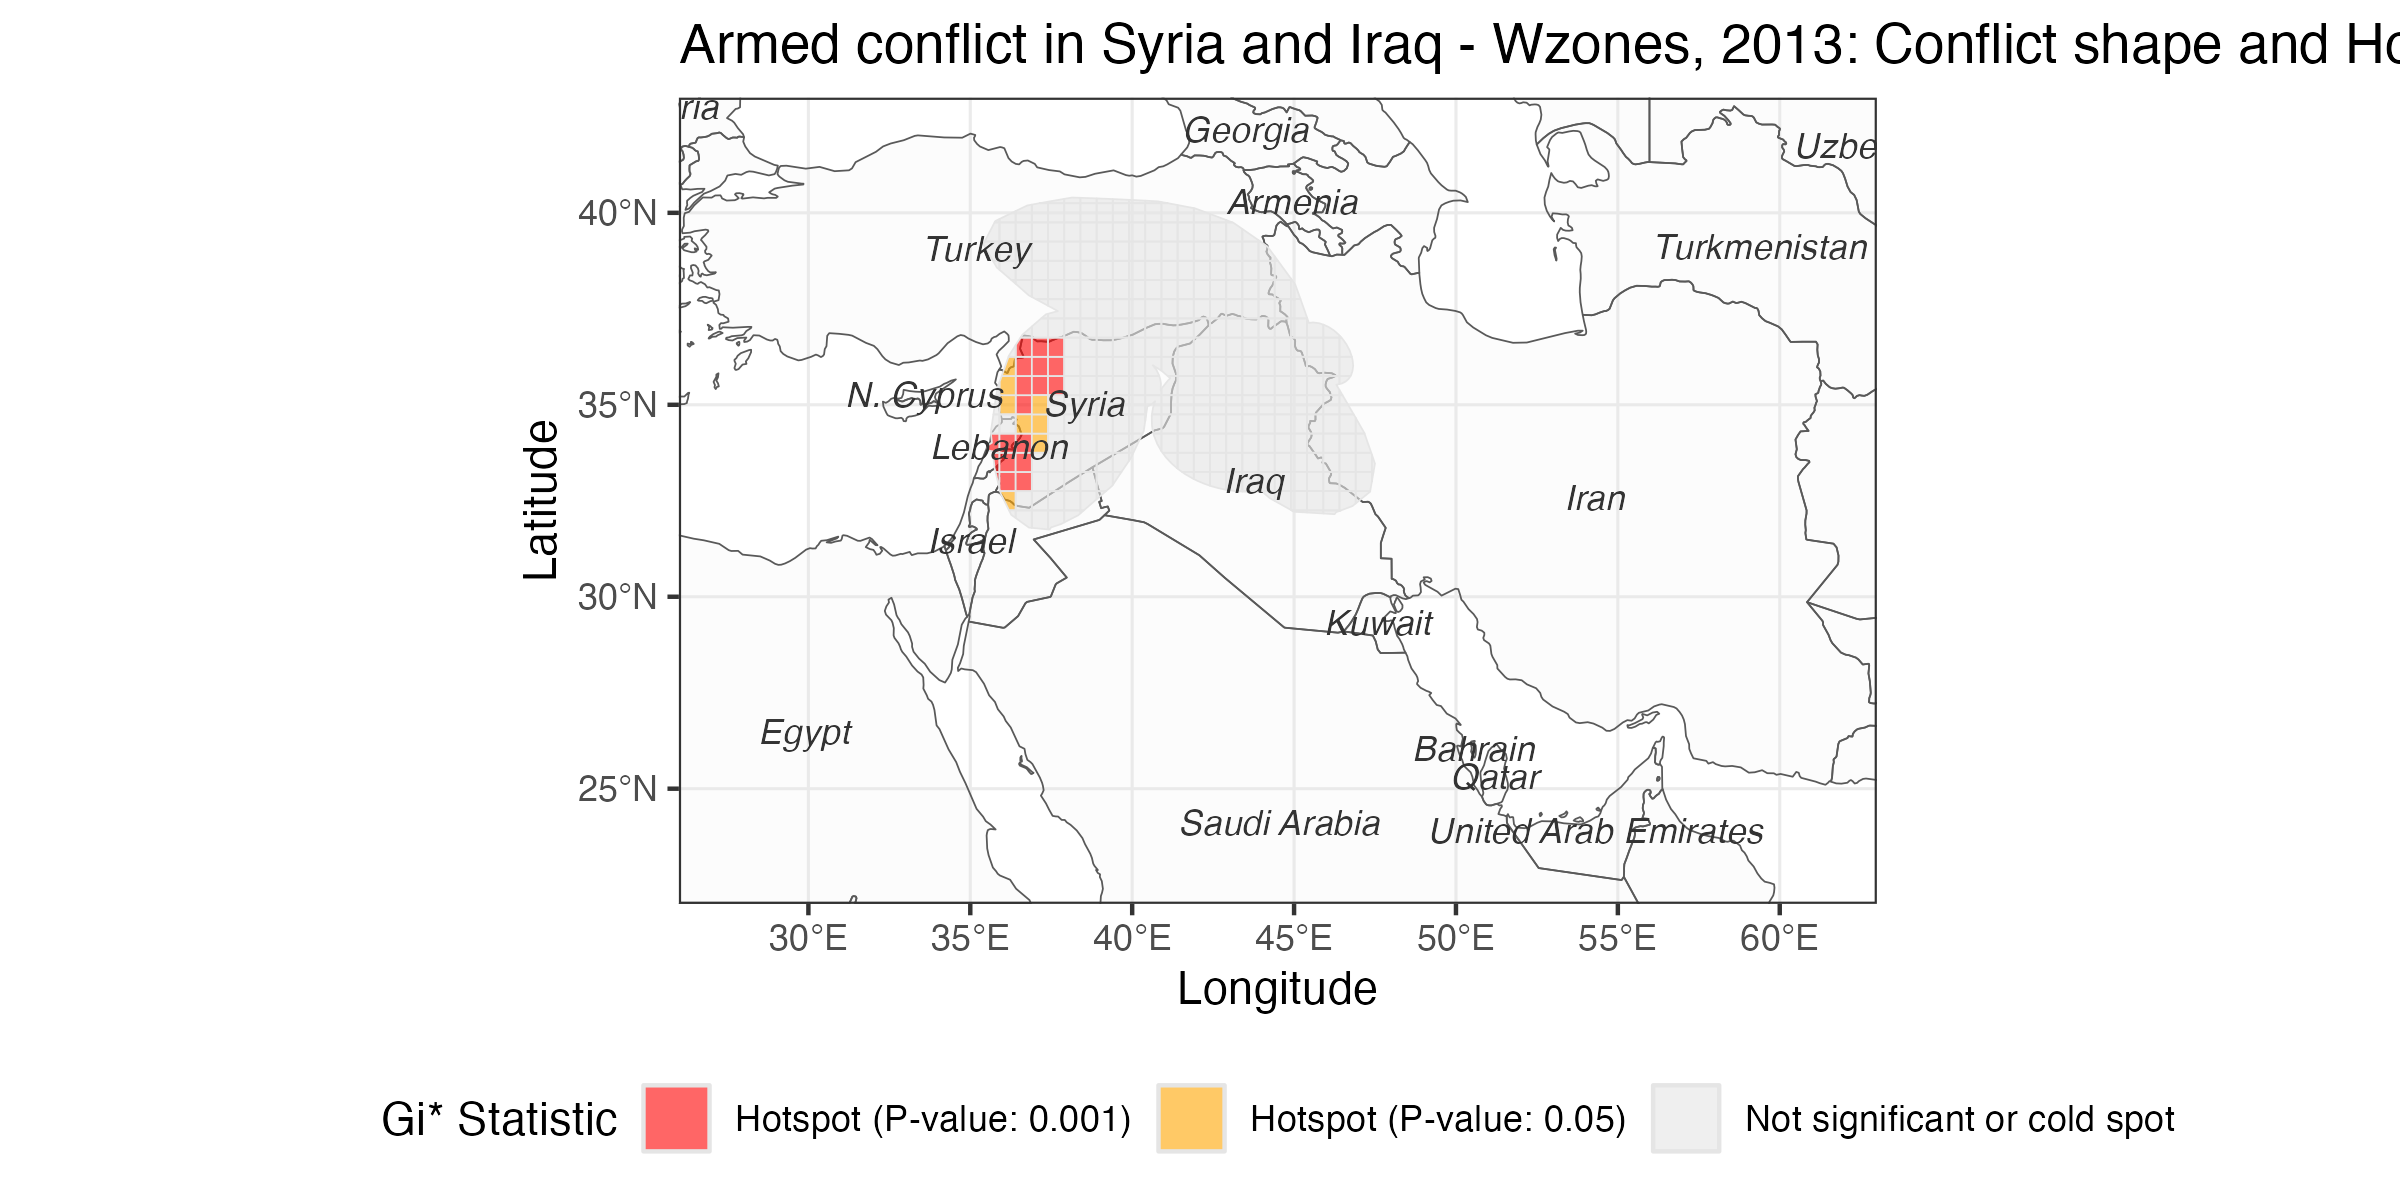 Armed conflict in Syria and Iraq - Wzones, 2013: Conflict shape and Ho
ria
Georgia
Uzbe
Armenia
Turkey
Turkmenistan
N. Cyprus
Syria
Lebanon
Iraq
Iran
Israel
Kuwait
Egypt
Bahrain
Qatar
Saudi Arabia
United Arab Emirates
40°N
35°N
30°N
25°N
Latitude
30°E 35°E 40°E 45°E 50°E 55°E 60°E
Longitude
Gi* Statistic Hotspot (P-value: 0.001) Hotspot (P-value: 0.05) Not significant or cold spot